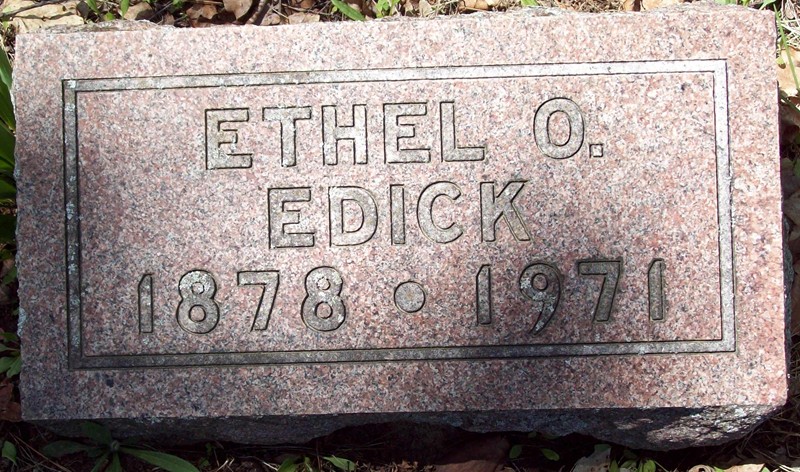 ETHEL O.
EDICK
1878 • 1971